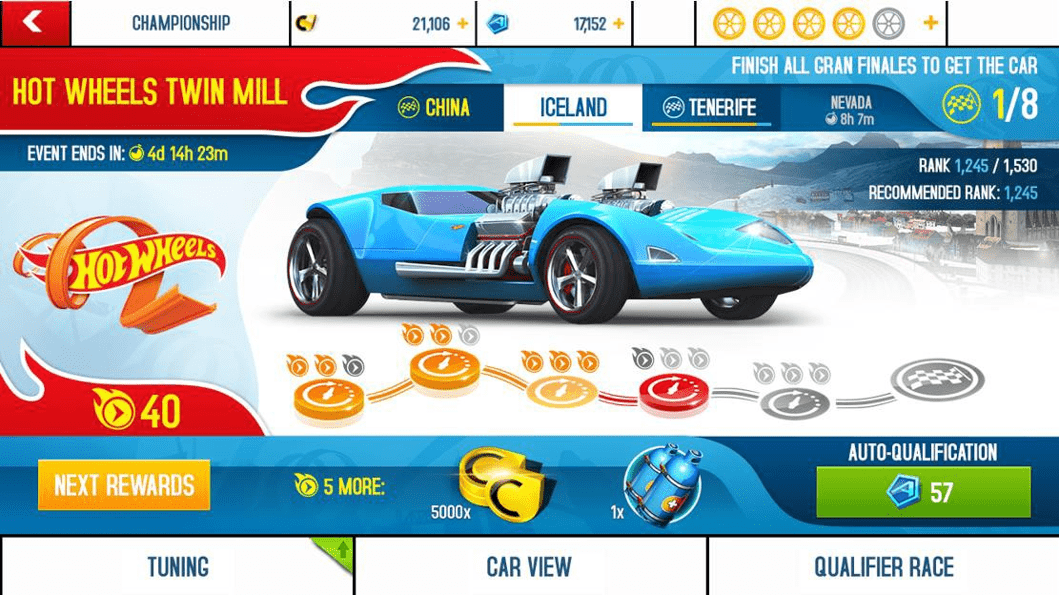 CHAMPIONSHIP
21,106 +
17,152 +
+
HOT WHEELS TWIN MILL
FINISH ALL GRAN FINALES TO GET THE CAR
CHINA
ICELAND
TENERIFE
NEVADA
8h 7m
1/8
EVENT ENDS IN: 4d 14h 23m
RANK 1,245 / 1,530
RECOMMENDED RANK: 1,245
HOT WHEELS
40
NEXT REWARDS
5 MORE:
5000x
1x
AUTO-QUALIFICATION
57
TUNING
CAR VIEW
QUALIFIER RACE